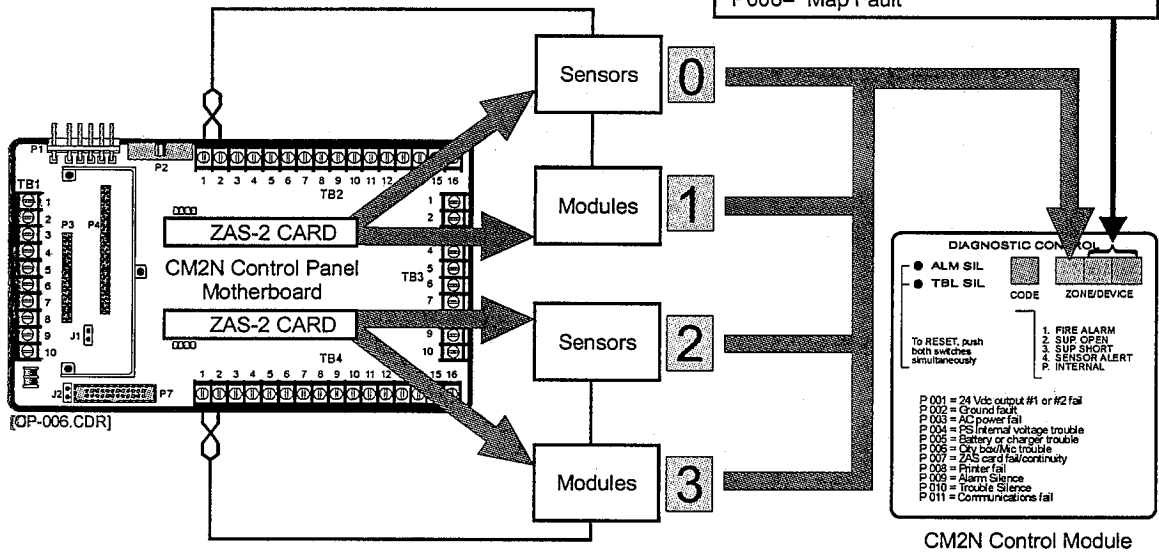 P008= Map Fault
Sensors 0
Modules 1
Sensors 2
Modules 3
P1
P2
TB1
1
2
3
4
5
6
7
8
9
10
P3
P4
J1
J2
P7
1 2 3 4 5 6 7 8 9 10 11 12 15 16
TB2
ZAS-2 CARD
CM2N Control Panel
Motherboard
ZAS-2 CARD
1
2
4
TB3
5
6
7
9
10
TB4
1 2 3 4 5 6 7 8 9 10 11 12 15 16
[OP-006.CDR]
DIAGNOSTIC CONTROL
ALM SIL
TBL SIL
CODE
ZONE/DEVICE
To RESET, push
both switches
simultaneously
1. FIRE ALARM
2. SUP. OPEN
3. SUP SHORT
4. SENSOR ALERT
P. INTERNAL
P 001 = 24 Vdc output #1 or #2 fail
P 002 = Ground fault
P 003 = AC power fail
P 004 = PS Internal voltage trouble
P 005 = Battery or charger trouble
P 006 = City box/Mic trouble
P 007 = ZAS card fail/continuity
P 008 = Printer fail
P 009 = Alarm Silence
P 010 = Trouble Silence
P 011 = Communications fail
CM2N Control Module